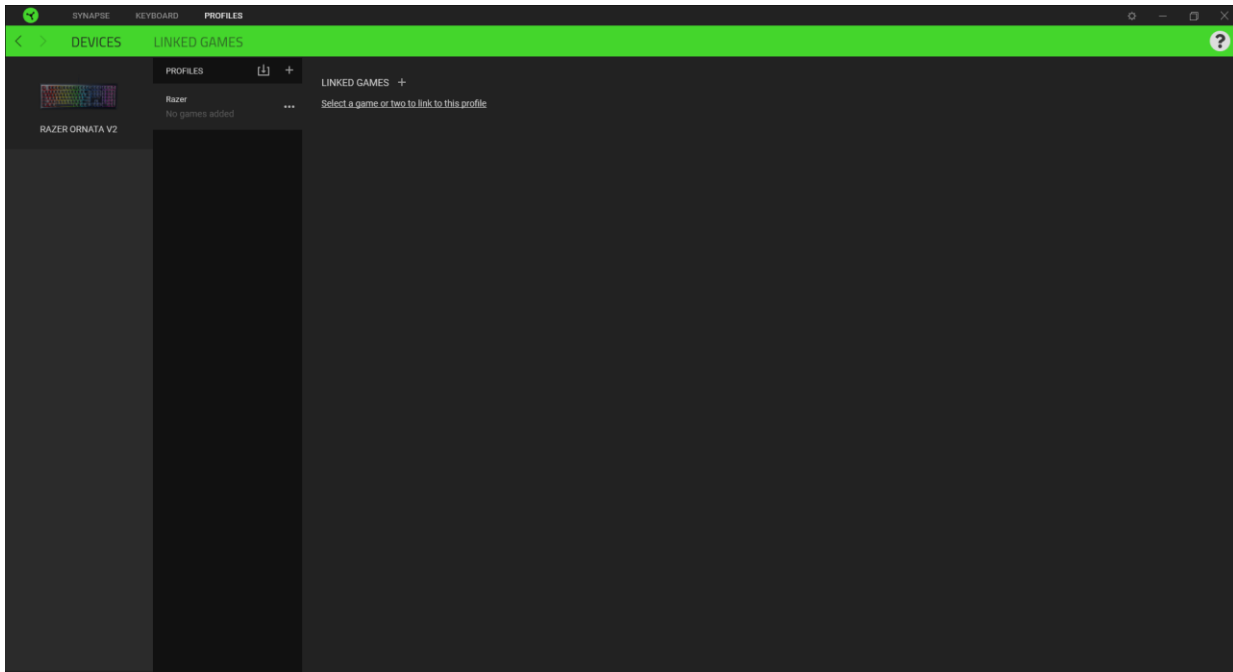 SYNAPSE KEYBOARD PROFILES
DEVICES LINKED GAMES ?
PROFILES
Razer
No games added
RAZER ORNATA V2
LINKED GAMES +
Select a game or two to link to this profile